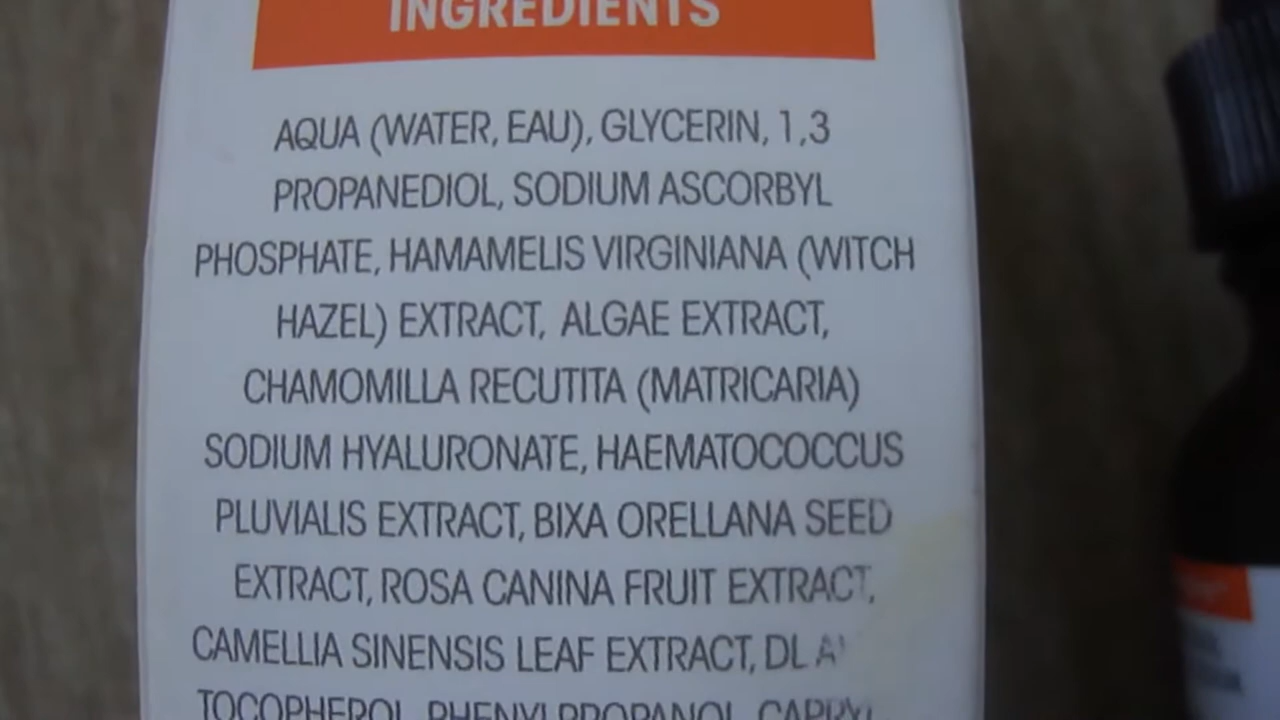 INGREDIENTS
AQUA (WATER, EAU), GLYCERIN, 1,3
PROPANEDIOL, SODIUM ASCORBYL
PHOSPHATE, HAMAMELIS VIRGINIANA (WITCH
HAZEL) EXTRACT, ALGAE EXTRACT,
CHAMOMILLA RECUTITA (MATRICARIA)
SODIUM HYALURONATE, HAEMATOCOCCUS
PLUVIALIS EXTRACT, BIXA ORELLANA SEED
EXTRACT, ROSA CANINA FRUIT EXTRACT,
CAMELLIA SINENSIS LEAF EXTRACT, DL
TOCOPHEROL, PHENYLPROPANOL,